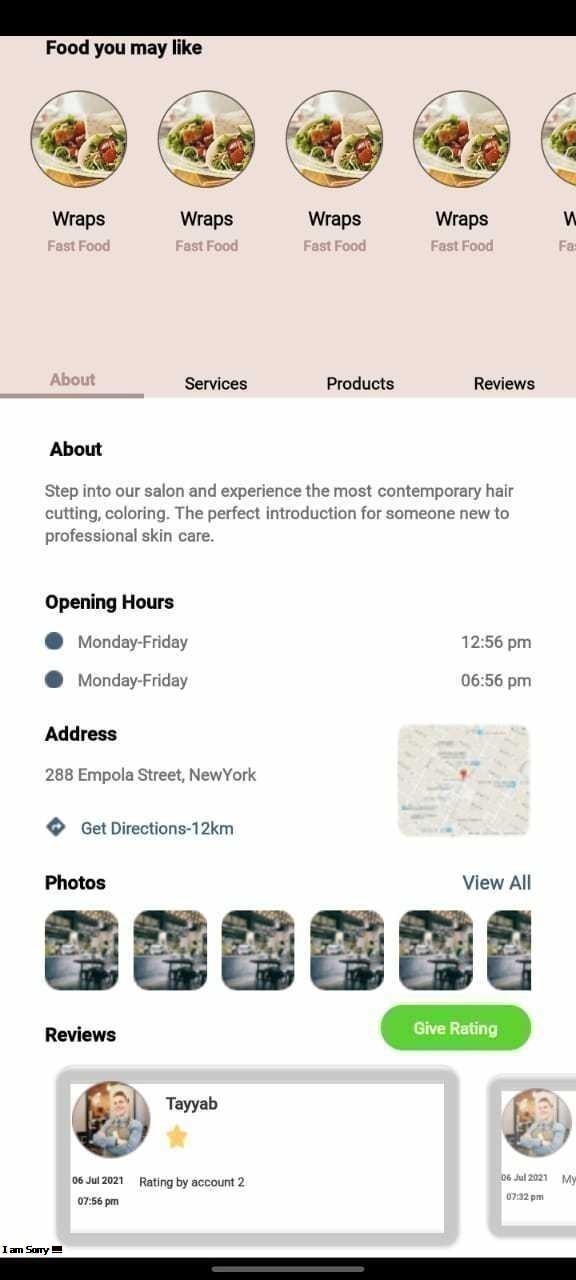 Food you may like
Wraps Wraps Wraps Wraps W
Fast Food Fast Food Fast Food Fast Food Fa
About Services Products Reviews
About
Step into our salon and experience the most contemporary hair
cutting, coloring. The perfect introduction for someone new to
professional skin care.
Opening Hours
Monday-Friday 12:56 pm
Monday-Friday 06:56 pm
Address
288 Empola Street, NewYork
Get Directions-12km
Photos View All
Reviews Give Rating
Tayyab
06 Jul 2021 Rating by account 2
07:56 pm
06 Jul 2021 My
07:32 pm
I am Sorry !!!